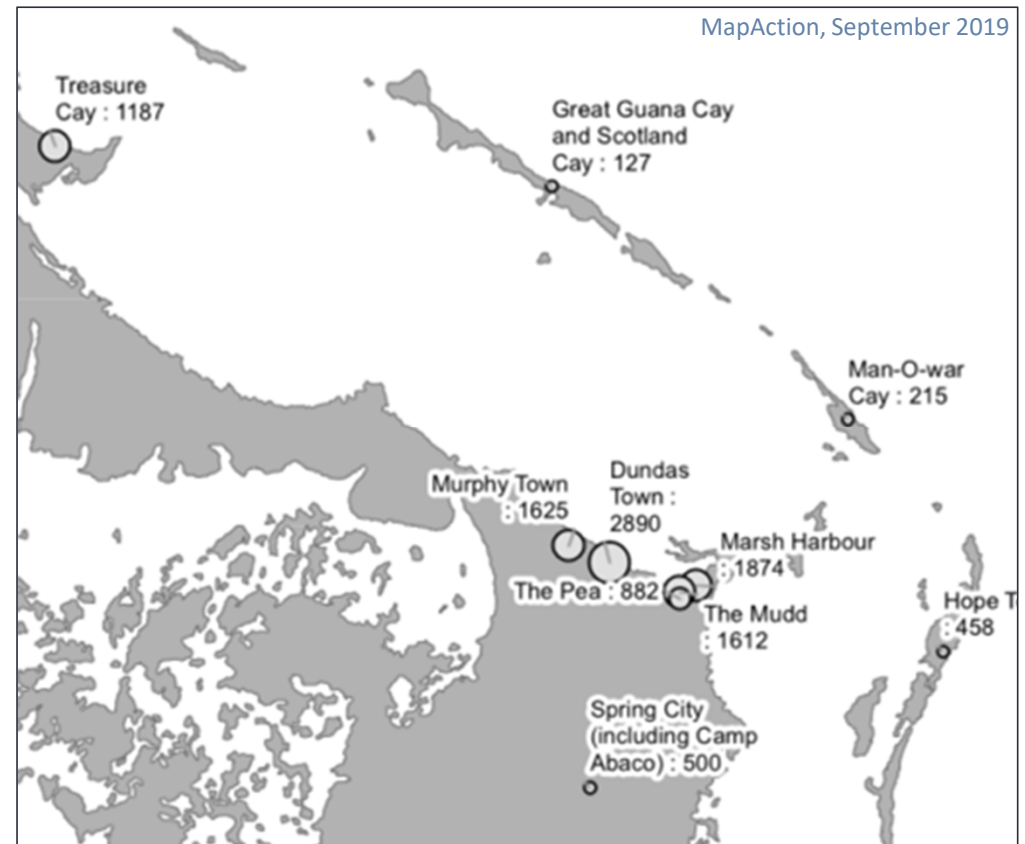 MapAction, September 2019
Treasure
Cay : 1187
Great Guana Cay
and Scotland
Cay : 127
Man-O-war
Cay : 215
Murphy Town
: 1625
Dundas
Town :
2890
Marsh Harbour
: 1874
The Pea : 882
The Mudd
: 1612
Hope T
: 458
Spring City
(including Camp
Abaco) : 500